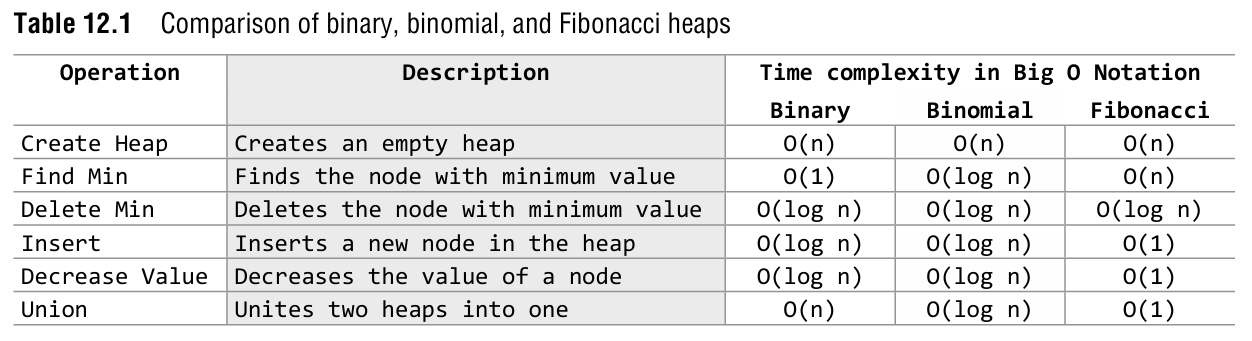 Table 12.1 Comparison of binary, binomial, and Fibonacci heaps
Operation Description Time complexity in Big O Notation
Binary Binomial Fibonacci
Create Heap Creates an empty heap O(n) O(n) O(n)
Find Min Finds the node with minimum value O(1) O(log n) O(n)
Delete Min Deletes the node with minimum value O(log n) O(log n) O(log n)
Insert Inserts a new node in the heap O(log n) O(log n) O(1)
Decrease Value Decreases the value of a node O(log n) O(log n) O(1)
Union Unites two heaps into one O(n) O(log n) O(1)